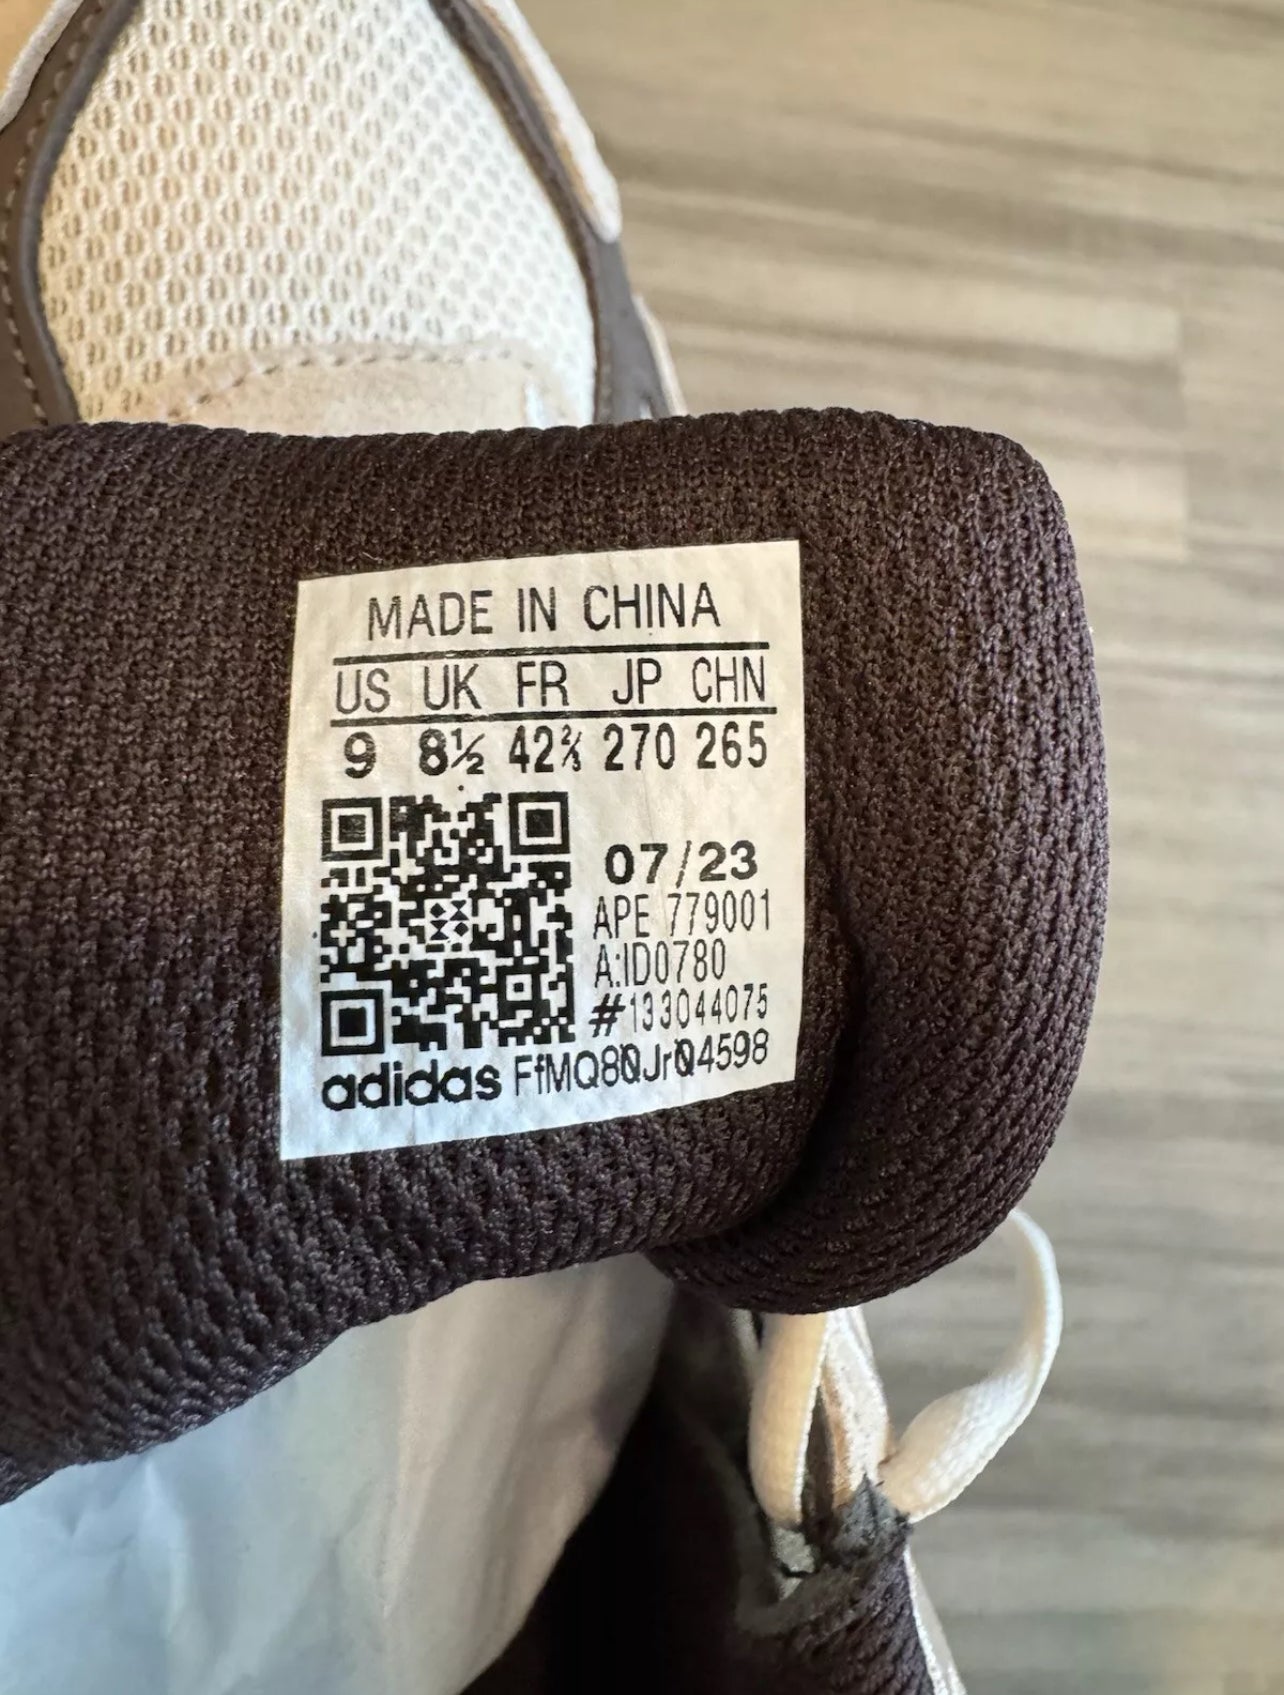 MADE IN CHINA
US UK FR JP CHN
9 8½ 42⅔ 270 265
07/23
APE 779001
A:ID0780
#133044075
adidas FfMQ80Jr04598